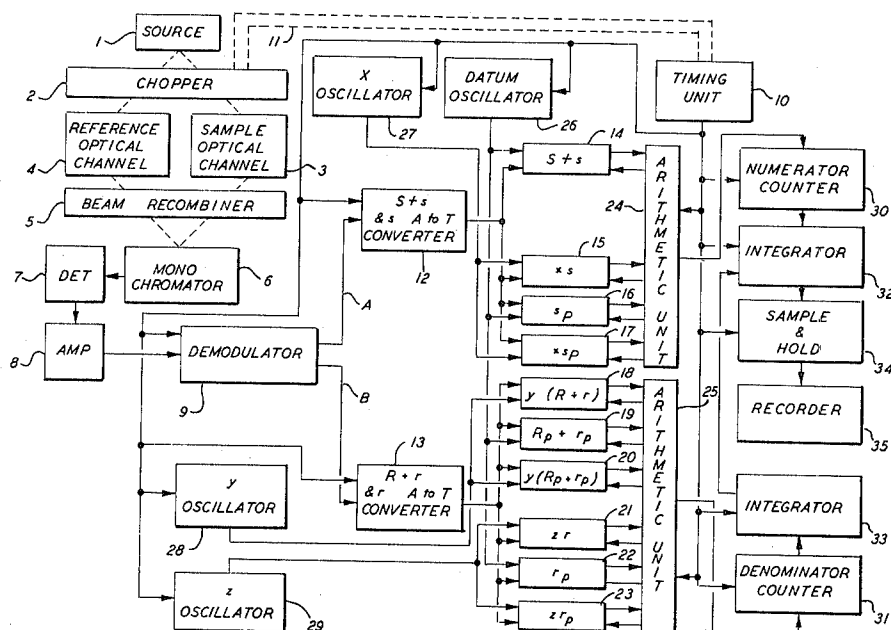 SOURCE
1
CHOPPER
2
11
REFERENCE
OPTICAL
CHANNEL
4
SAMPLE
OPTICAL
CHANNEL
3
BEAM RECOMBINER
5
MONO
CHROMATOR
6
DET
7
AMP
8
DEMODULATOR
9
A
B
X
OSCILLATOR
27
DATUM
OSCILLATOR
26
TIMING
UNIT
10
S + s
& s A to T
CONVERTER
12
R + r
& r A to T
CONVERTER
13
y
OSCILLATOR
28
z
OSCILLATOR
29
S + s
14
x s
15
s p
16
x s p
17
y (R + r)
18
R p + r p
19
y (R p + r p)
20
z r
21
r p
22
z r p
23
ARITHMETIC UNIT
24
ARITHMETIC UNIT
25
NUMERATOR
COUNTER
30
INTEGRATOR
32
SAMPLE
&
HOLD
34
RECORDER
35
INTEGRATOR
33
DENOMINATOR
COUNTER
31